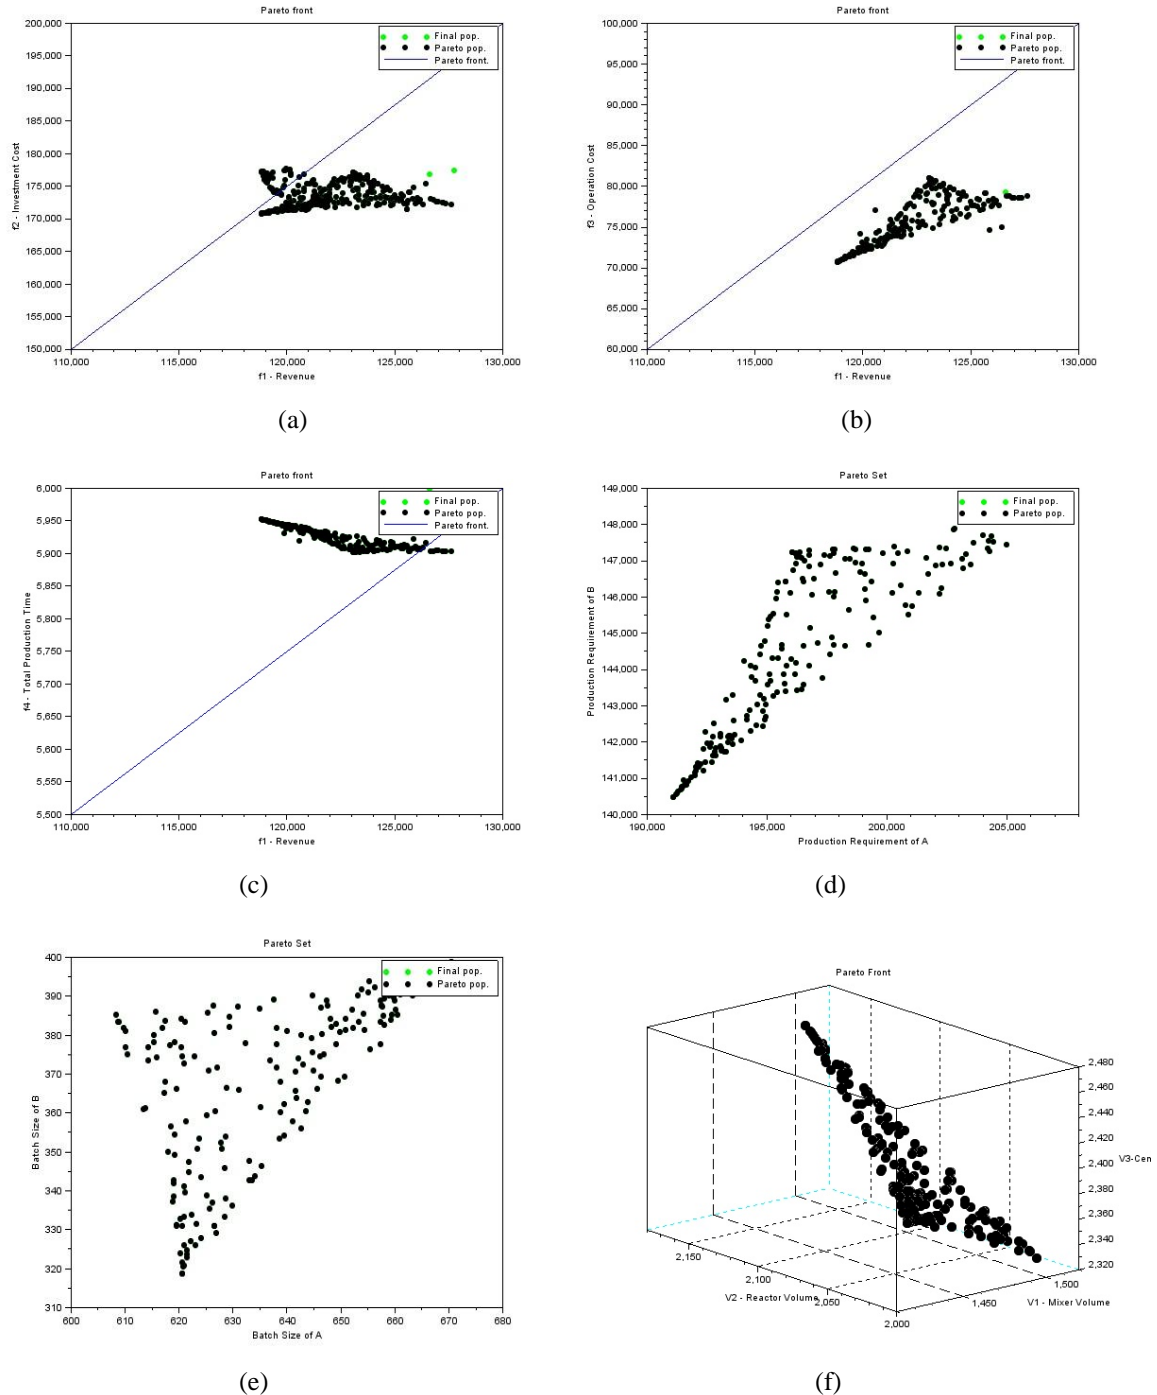 Pareto front
200,000
195,000
190,000
185,000
180,000
175,000
170,000
165,000
160,000
155,000
150,000
110,000 115,000 120,000 125,000 130,000
f2 - Investment Cost
f1 - Revenue
Final pop.
Pareto pop.
Pareto front.
(a)
Pareto front
100,000
95,000
90,000
85,000
80,000
75,000
70,000
65,000
60,000
110,000 115,000 120,000 125,000 130,000
f3 - Operation Cost
f1 - Revenue
Final pop.
Pareto pop.
Pareto front.
(b)
Pareto front
6,000
5,950
5,900
5,850
5,800
5,750
5,700
5,650
5,600
5,550
5,500
110,000 115,000 120,000 125,000 130,000
f4 - Total Production Time
f1 - Revenue
Final pop.
Pareto pop.
Pareto front.
(c)
Pareto Set
149,000
148,000
147,000
146,000
145,000
144,000
143,000
142,000
141,000
140,000
190,000 195,000 200,000 205,000
Production Requirement of B
Production Requirement of A
Final pop.
Pareto pop.
(d)
Pareto Set
400
390
380
370
360
350
340
330
320
310
600 610 620 630 640 650 660 670 680
Batch Size of B
Batch Size of A
Final pop.
Pareto pop.
(e)
Pareto Front
2,480
2,460
2,440
2,420
2,400
V3-Cen
2,380
2,360
2,340
2,320
2,150
2,100
2,050
2,000
V2 - Reactor Volume
1,500
1,450
V1 - Mixer Volume
(f)